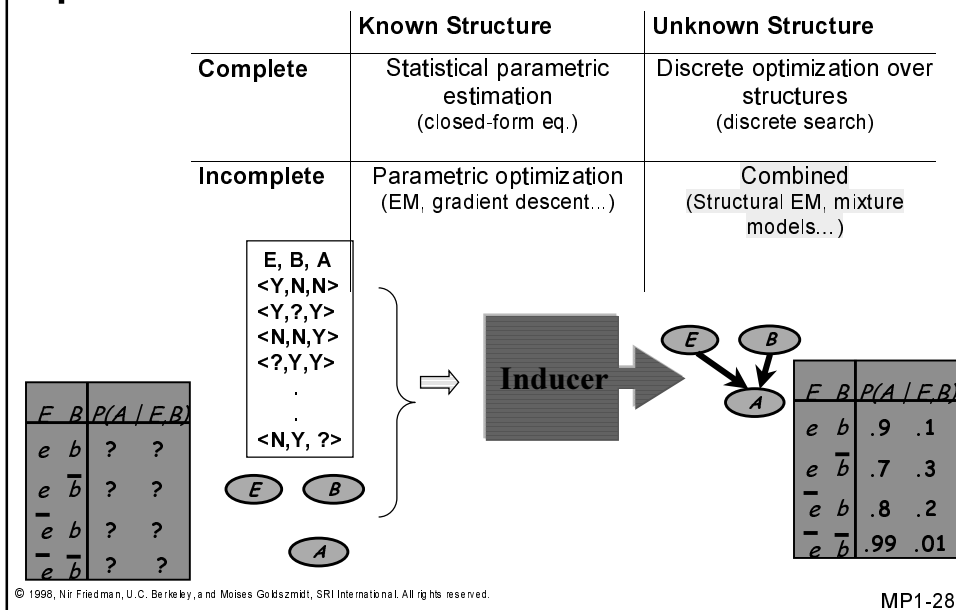 Known Structure
Unknown Structure
Complete
Statistical parametric
estimation
(closed-form eq.)
Discrete optimization over
structures
(discrete search)
Incomplete
Parametric optimization
(EM, gradient descent...)
Combined
(Structural EM, mixture
models...)
E, B, A
<Y,N,N>
<Y,?,Y>
<N,N,Y>
<?,Y,Y>
.
.
<N,Y, ?>
E B P(A | E,B)
e b ? ?
e b̅ ? ?
e̅ b ? ?
e̅ b̅ ? ?
E
B
A
Inducer
E
B
A
E B P(A | E,B)
e b .9 .1
e b̅ .7 .3
e̅ b .8 .2
e̅ b̅ .99 .01
© 1998, Nir Friedman, U.C. Berkeley, and Moises Goldszmidt, SRI International. All rights reserved.
MP1-28